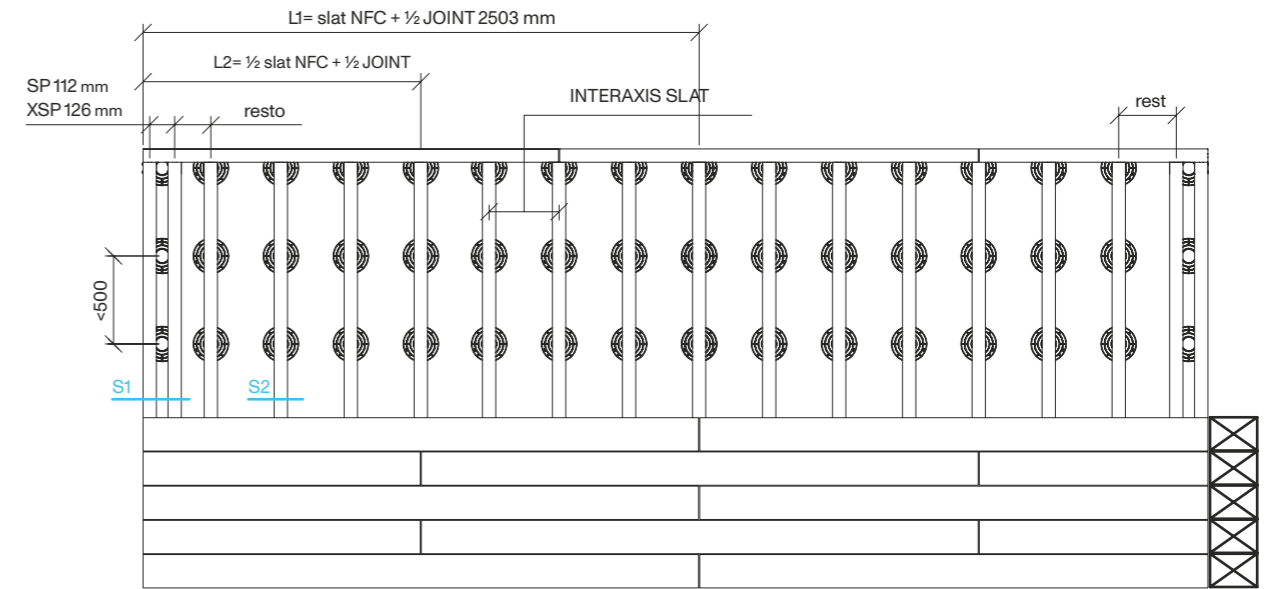 L1= slat NFC + ½ JOINT 2503 mm
L2= ½ slat NFC + ½ JOINT
SP 112 mm
XSP 126 mm
resto
INTERAXIS SLAT
rest
<500
S1
S2